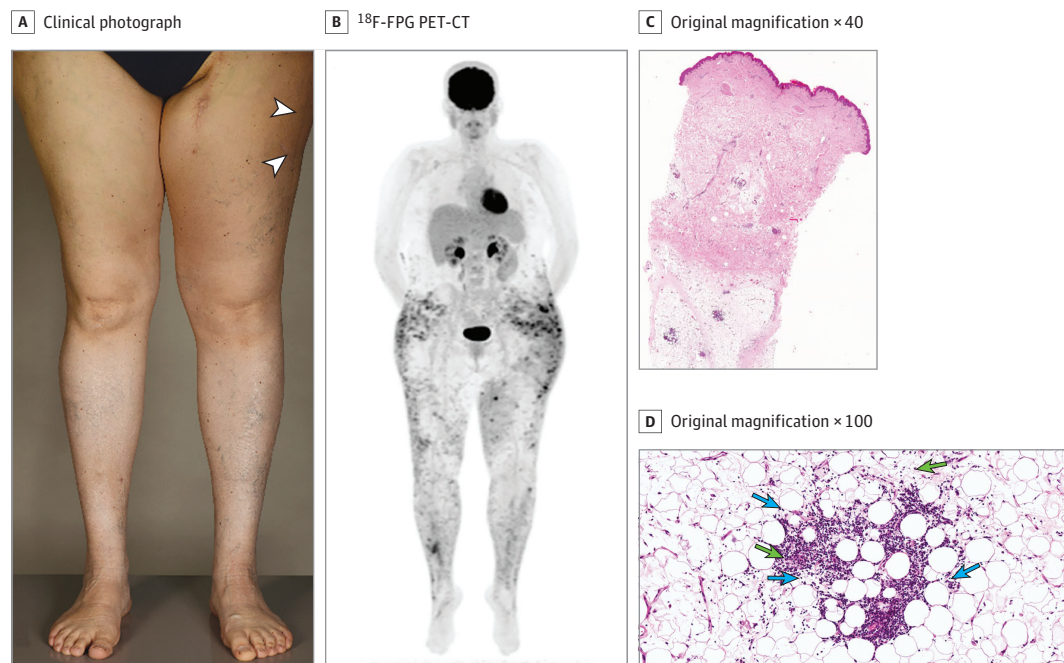 A Clinical photograph
B ¹⁸F-FPG PET-CT
C Original magnification ×40
D Original magnification ×100